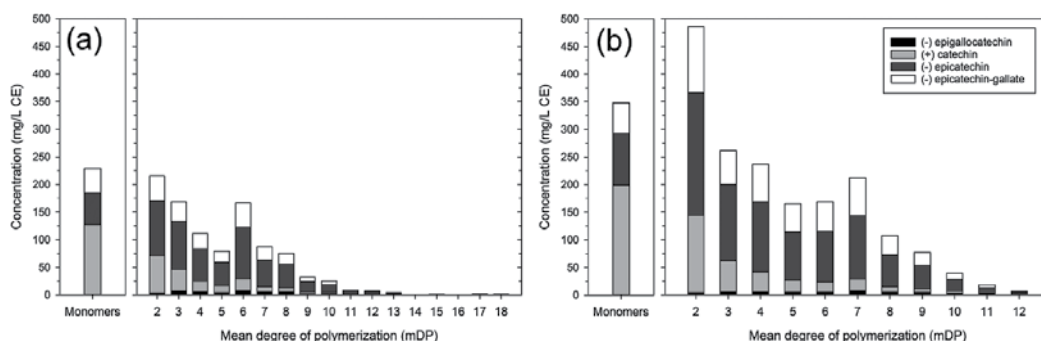 (a)
Concentration (mg/L CE)
500
450
400
350
300
250
200
150
100
50
0
Monomers
2 3 4 5 6 7 8 9 10 11 12 13 14 15 16 17 18
Mean degree of polymerization (mDP)
(b)
Concentration (mg/L CE)
500
450
400
350
300
250
200
150
100
50
0
(-) epigallocatechin
(+) catechin
(-) epicatechin
(-) epicatechin-gallate
Monomers
2 3 4 5 6 7 8 9 10 11 12
Mean degree of polymerization (mDP)